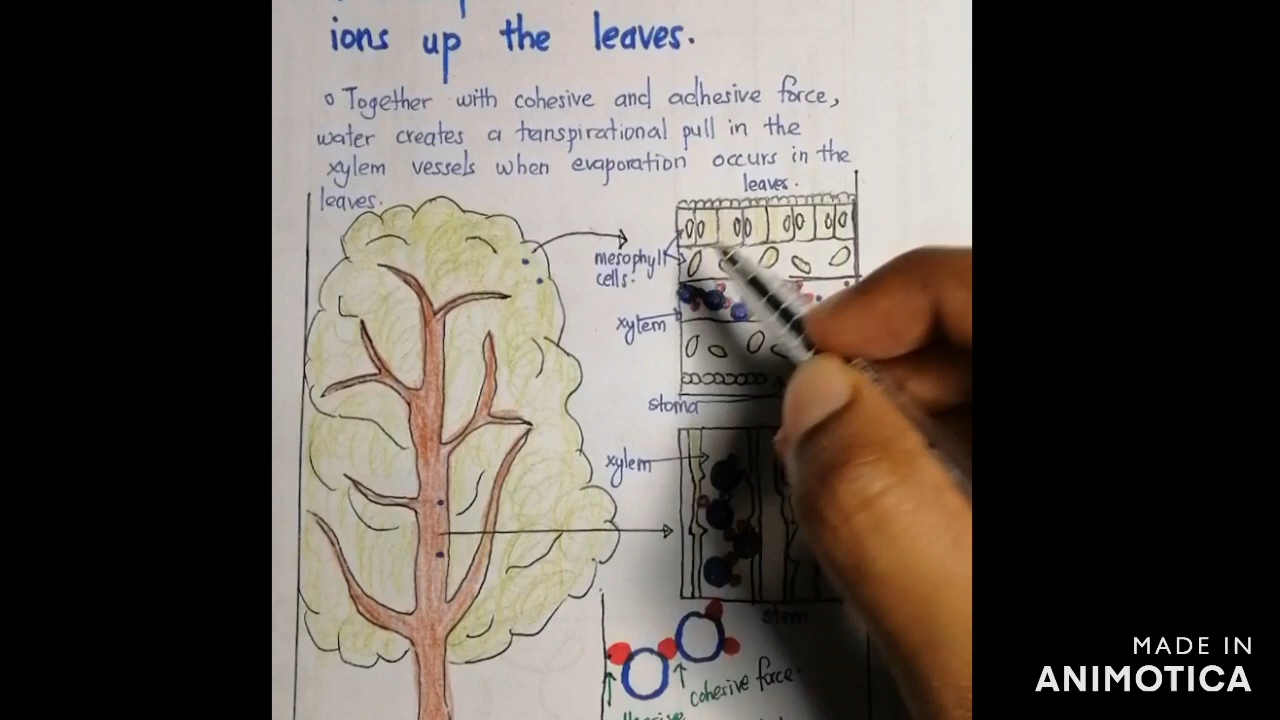 ions up the leaves.
o Together with cohesive and adhesive force,
water creates a transpirational pull in the
xylem vessels when evaporation occurs in the
leaves.
leaves.
mesophyll
cells.
xylem
stoma
xylem
stem
cohesive force.
MADE IN
ANIMOTICA